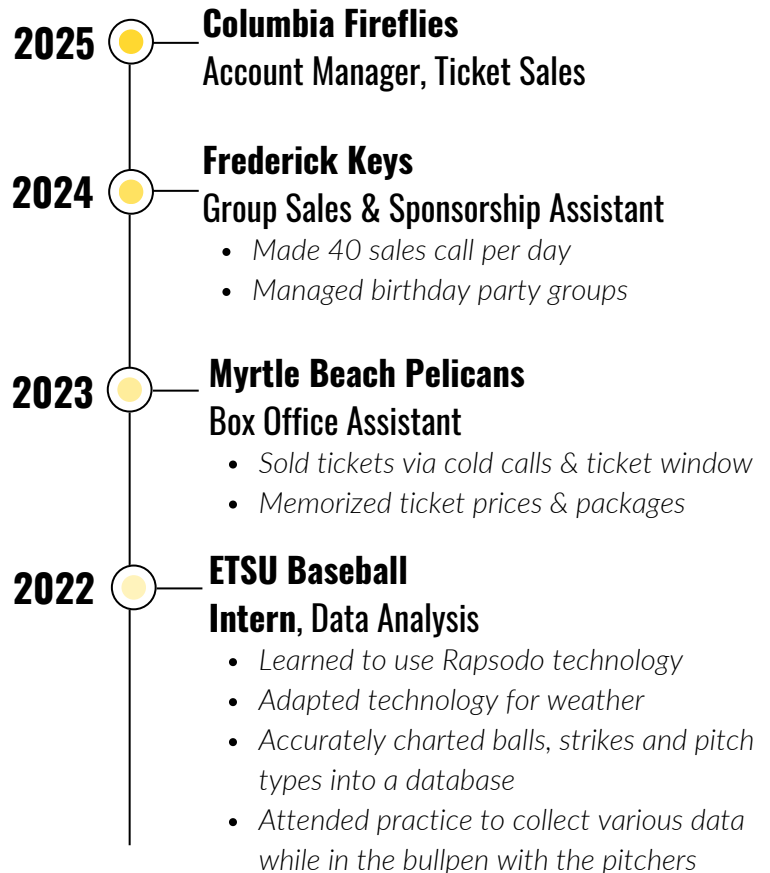 2025
Columbia Fireflies
Account Manager, Ticket Sales
2024
Frederick Keys
Group Sales & Sponsorship Assistant
• Made 40 sales call per day
• Managed birthday party groups
2023
Myrtle Beach Pelicans
Box Office Assistant
• Sold tickets via cold calls & ticket window
• Memorized ticket prices & packages
2022
ETSU Baseball
Intern, Data Analysis
• Learned to use Rapsodo technology
• Adapted technology for weather
• Accurately charted balls, strikes and pitch
types into a database
• Attended practice to collect various data
while in the bullpen with the pitchers